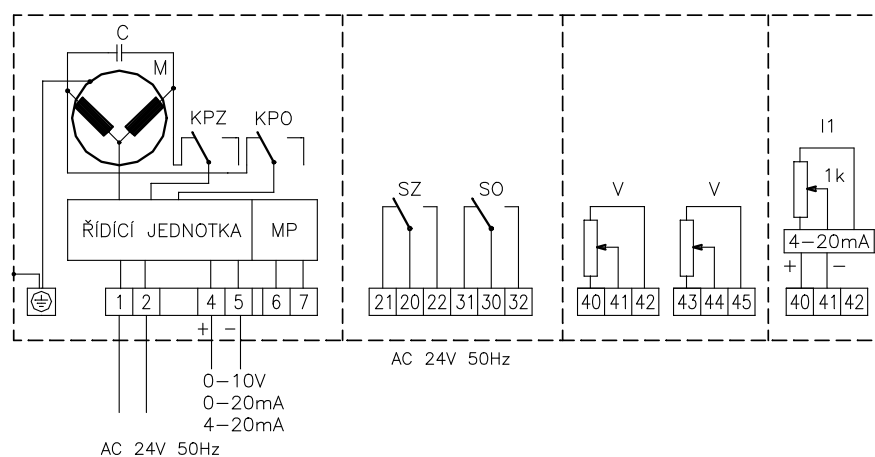 C
M
KPZ KPO
ŘÍDÍCÍ JEDNOTKA MP
1 2 4 5 6 7
+ −
0−10V
0−20mA
4−20mA
AC 24V 50Hz
SZ SO
21 20 22 31 30 32
AC 24V 50Hz
V V
40 41 42 43 44 45
I1
1k
4−20mA
+ −
40 41 42